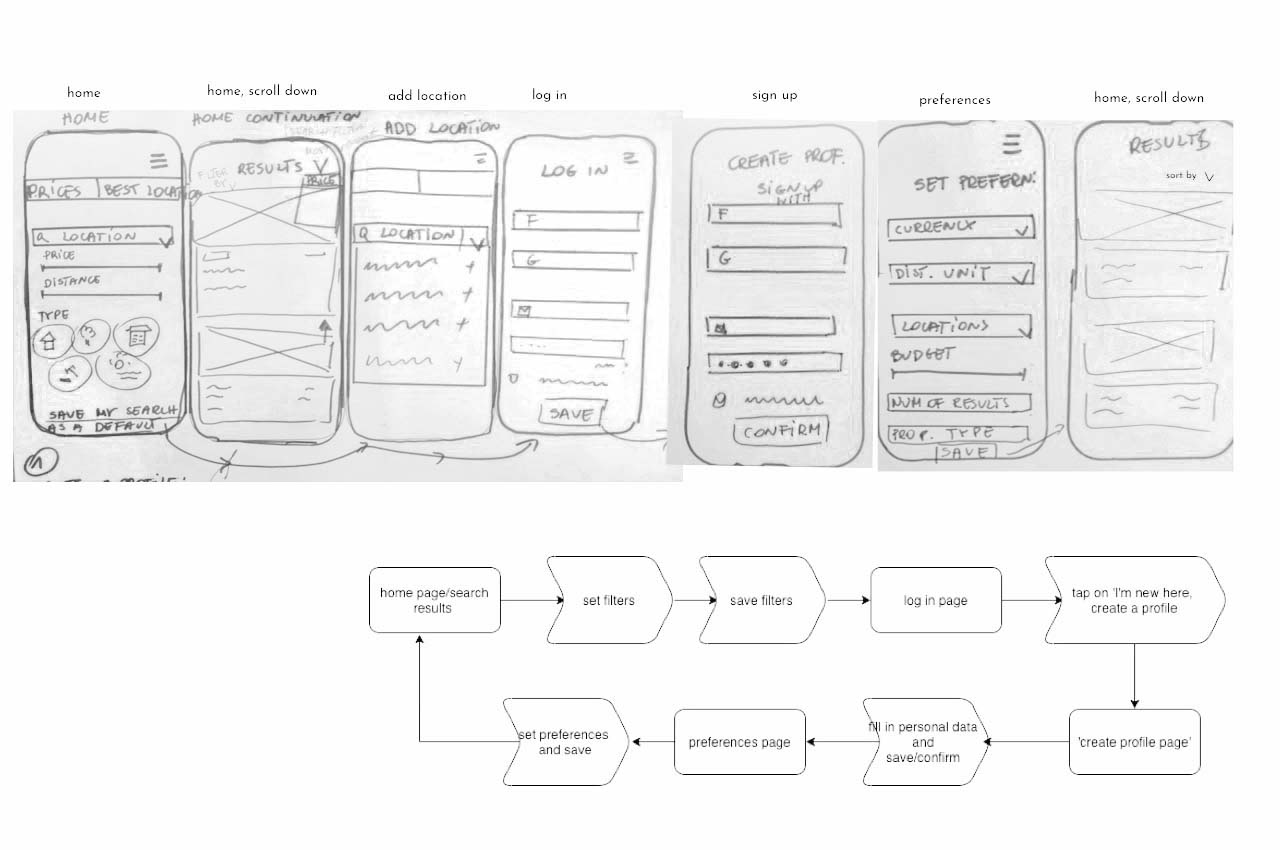 home
home, scroll down
add location
log in
sign up
preferences
home, scroll down
HOME
PRICES
BEST LOCATIO
Q LOCATION
PRICE
DISTANCE
TYPE
SAVE MY SEARCH
AS A DEFAULT
1
HOME CONTINUATION
FILTER
BY
RESULTS
PRICE
ADD LOCATION
Q LOCATION
LOG IN
F
G
SAVE
CREATE PROF.
SIGN UP
WITH
F
G
CONFIRM
SET PREFERN:
CURRENCY
DIST. UNIT
LOCATIONS
BUDGET
NUM OF RESULTS
PROP. TYPE
SAVE
RESULTS
sort by
home page/search
results
set filters
save filters
log in page
tap on 'I'm new here,
create a profile
'create profile page'
fill in personal data
and
save/confirm
preferences page
set preferences
and save